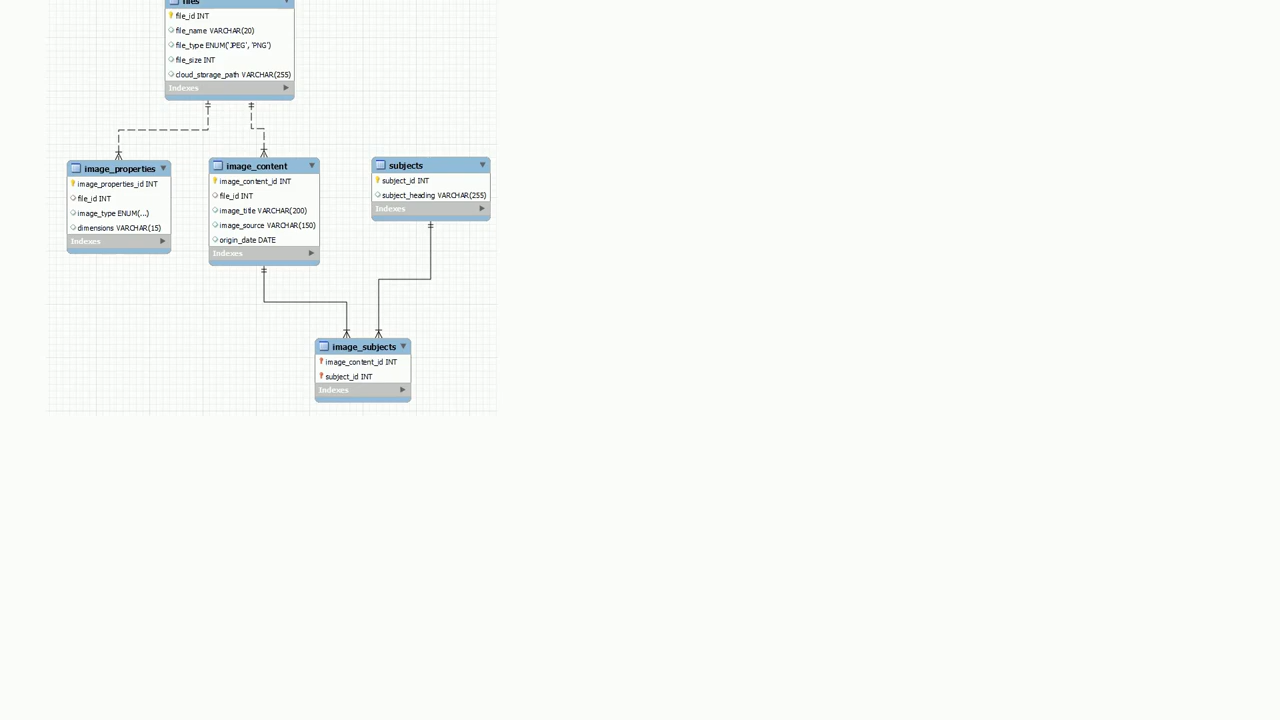 files
file_id INT
file_name VARCHAR(20)
file_type ENUM('JPEG', 'PNG')
file_size INT
cloud_storage_path VARCHAR(255)
Indexes
image_properties
image_properties_id INT
file_id INT
image_type ENUM(...)
dimensions VARCHAR(15)
Indexes
image_content
image_content_id INT
file_id INT
image_title VARCHAR(200)
image_source VARCHAR(150)
origin_date DATE
Indexes
subjects
subject_id INT
subject_heading VARCHAR(255)
Indexes
image_subjects
image_content_id INT
subject_id INT
Indexes